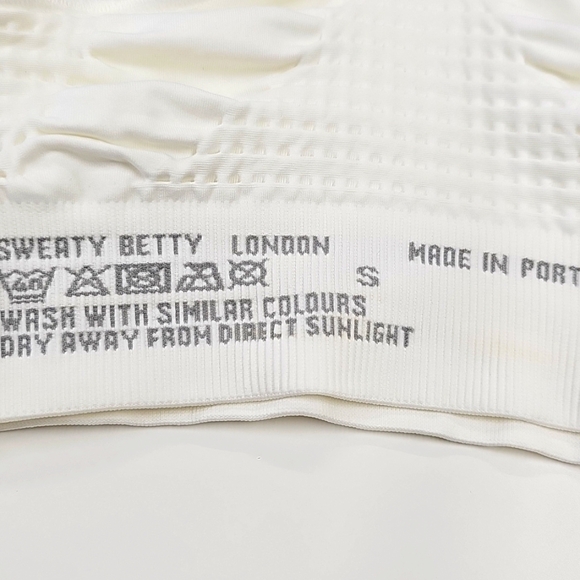 SWEATY BETTY LONDON MADE IN PORT
40 S
WASH WITH SIMILAR COLOURS
DRY AWAY FROM DIRECT SUNLIGHT